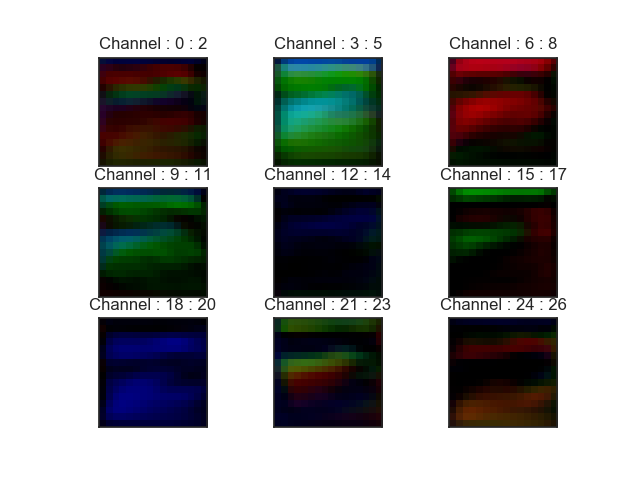 Channel : 0 : 2
Channel : 3 : 5
Channel : 6 : 8
Channel : 9 : 11
Channel : 12 : 14
Channel : 15 : 17
Channel : 18 : 20
Channel : 21 : 23
Channel : 24 : 26